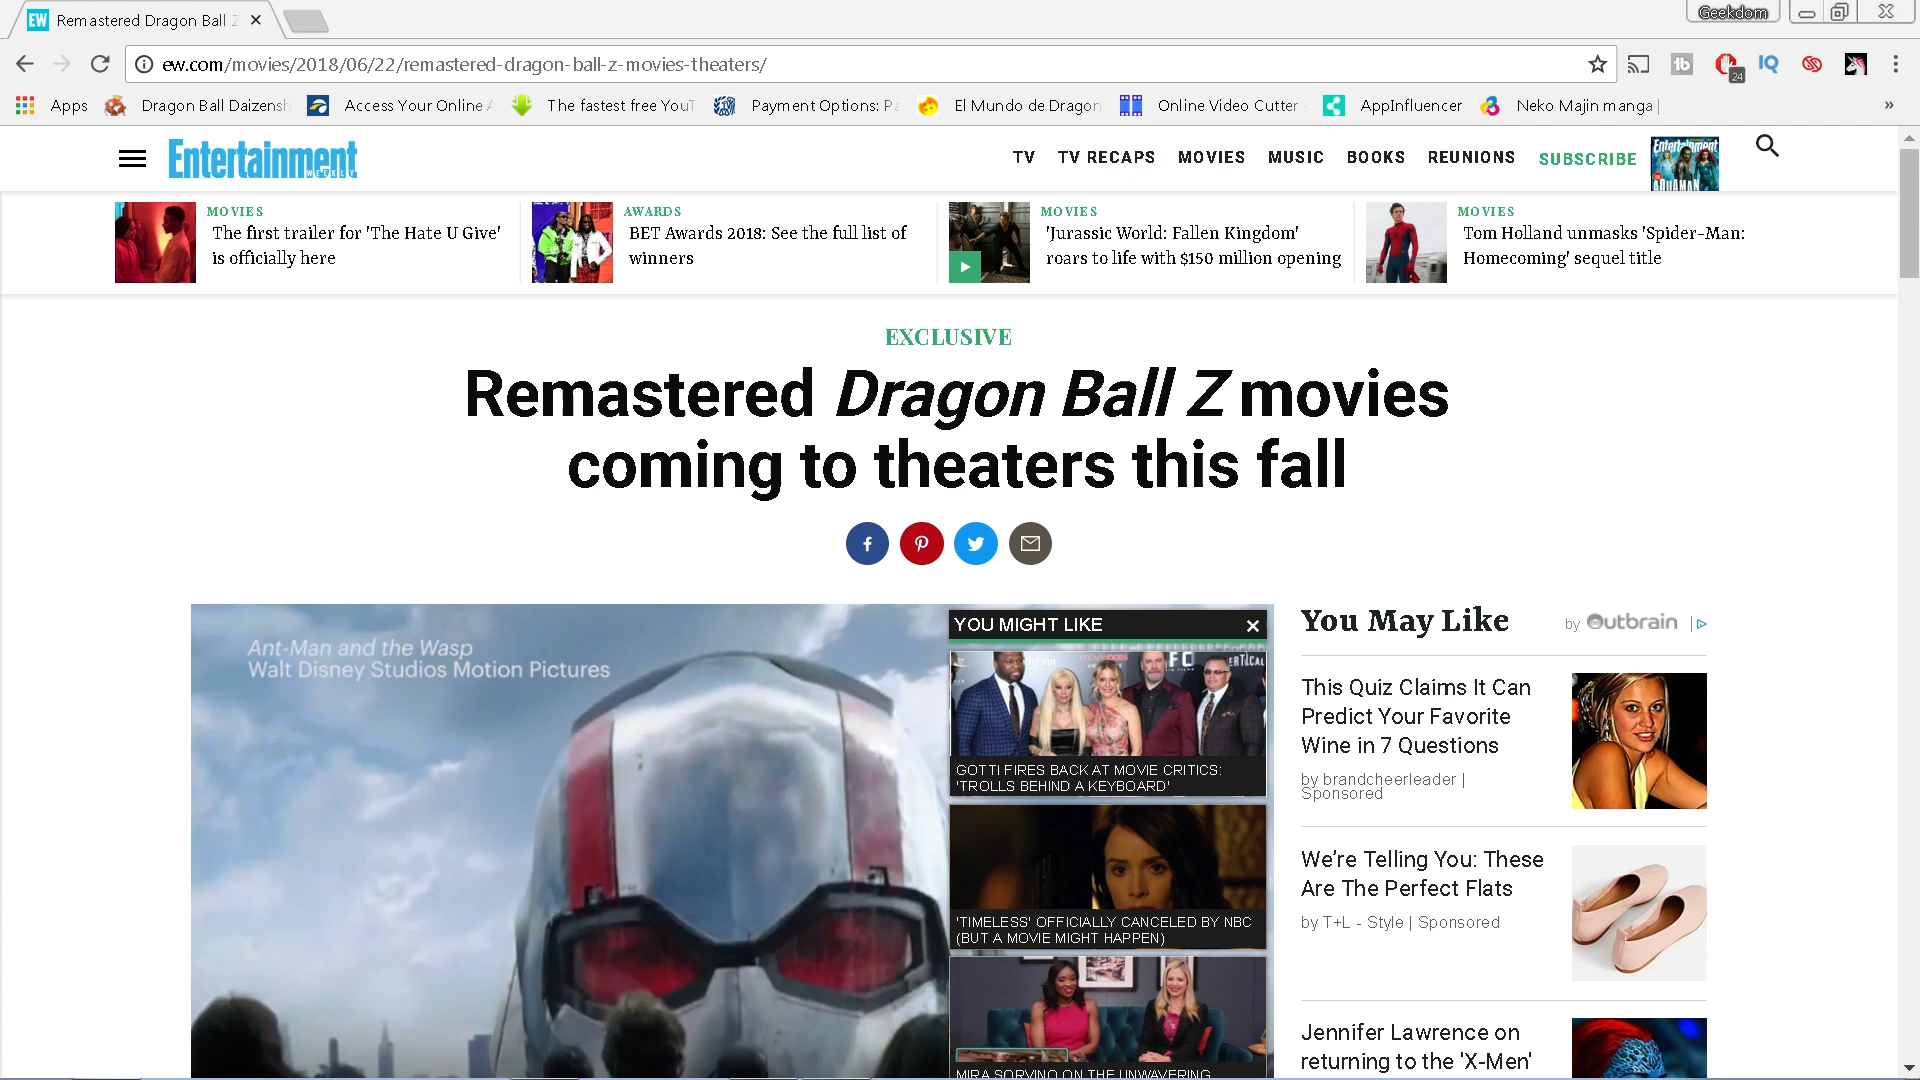 EW Remastered Dragon Ball Z
Geekdom
ew.com/movies/2018/06/22/remastered-dragon-ball-z-movies-theaters/
24
IQ
Apps Dragon Ball Daizensh Access Your Online A The fastest free YouT Payment Options: Pa El Mundo de Dragon Online Video Cutter AppInfluencer Neko Majin manga | »
Entertainment
WEEKLY
TV TV RECAPS MOVIES MUSIC BOOKS REUNIONS SUBSCRIBE
Entertainment
AQUAMAN
MOVIES
The first trailer for 'The Hate U Give'
is officially here
AWARDS
BET Awards 2018: See the full list of
winners
MOVIES
'Jurassic World: Fallen Kingdom'
roars to life with $150 million opening
MOVIES
Tom Holland unmasks 'Spider-Man:
Homecoming' sequel title
EXCLUSIVE
Remastered Dragon Ball Z movies
coming to theaters this fall
Ant-Man and the Wasp
Walt Disney Studios Motion Pictures
YOU MIGHT LIKE
GOTTI FIRES BACK AT MOVIE CRITICS:
'TROLLS BEHIND A KEYBOARD'
'TIMELESS' OFFICIALLY CANCELED BY NBC
(BUT A MOVIE MIGHT HAPPEN)
MIRA SORVINO ON THE UNWAVERING
You May Like
by Outbrain |
This Quiz Claims It Can
Predict Your Favorite
Wine in 7 Questions
by brandcheerleader |
Sponsored
We're Telling You: These
Are The Perfect Flats
by T+L - Style | Sponsored
Jennifer Lawrence on
returning to the 'X-Men'